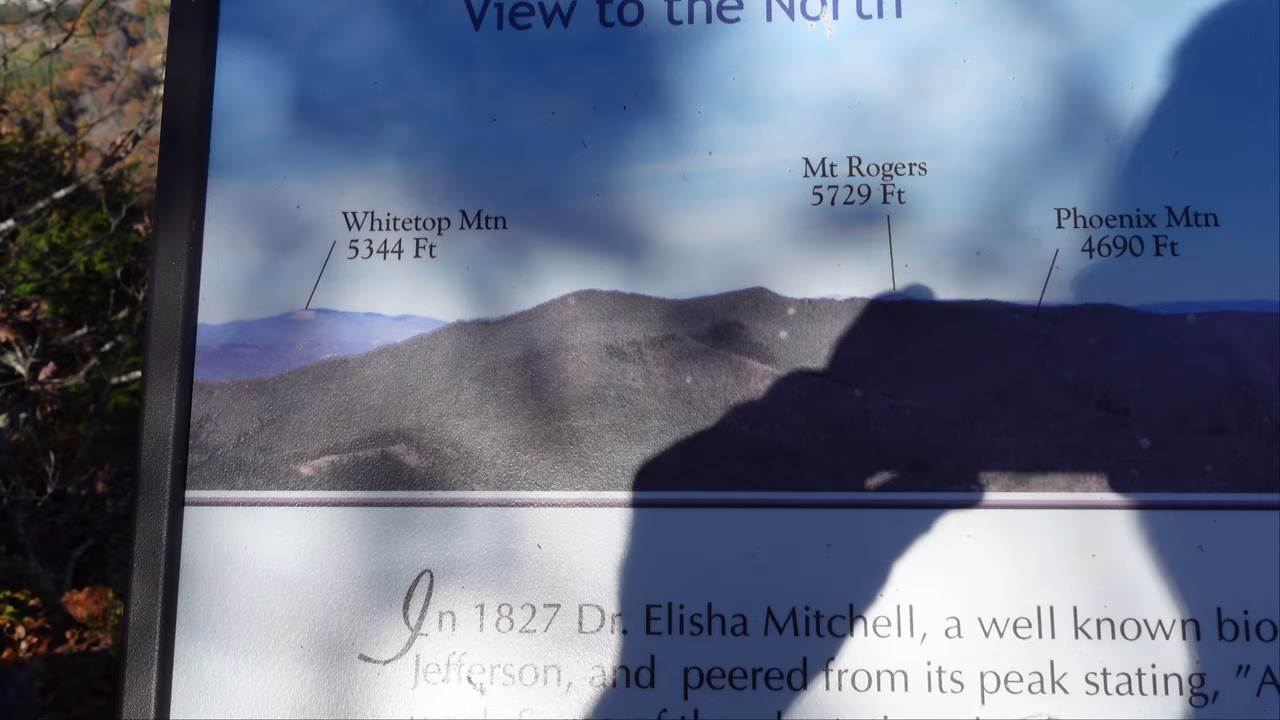 View to the North
Mt Rogers
5729 Ft
Whitetop Mtn
5344 Ft
Phoenix Mtn
4690 Ft
In 1827 Dr. Elisha Mitchell, a well known bio
Jefferson, and peered from its peak stating, "A